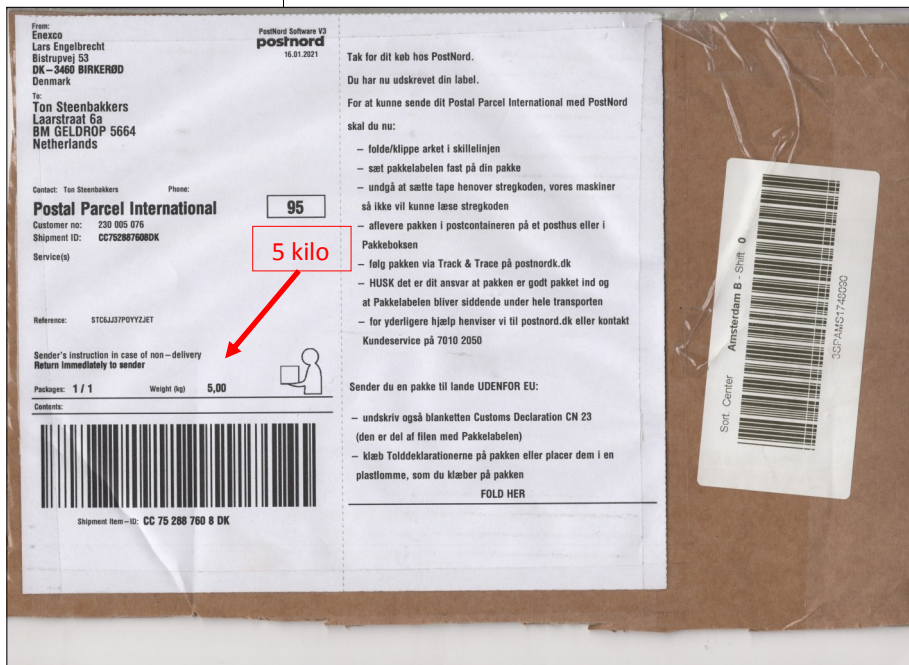 From:
Enexco
Lars Engelbrecht
Bistrupvej 53
DK–3460 BIRKERØD
Denmark
To:
Ton Steenbakkers
Laarstraat 6a
BM GELDROP 5664
Netherlands
PostNord Software V3
postnord
16.01.2021
Contact: Ton Steenbakkers Phone:
Postal Parcel International 95
Customer no: 230 005 076
Shipment ID: CC752887608DK
Service(s)
5 kilo
Reference: STC6JJ37P0YYZJET
Sender's instruction in case of non–delivery
Return immediately to sender
Packages: 1 / 1 Weight (kg) 5,00
Contents:
Shipment Item–ID: CC 75 288 760 8 DK
Tak for dit køb hos PostNord.
Du har nu udskrevet din label.
For at kunne sende dit Postal Parcel International med PostNord
skal du nu:
– folde/klippe arket i skillelinjen
– sæt pakkelabelen fast på din pakke
– undgå at sætte tape henover stregkoden, vores maskiner
så ikke vil kunne læse stregkoden
– aflevere pakken i postcontaineren på et posthus eller i
Pakkeboksen
– følg pakken via Track & Trace på postnordk.dk
– HUSK det er dit ansvar at pakken er godt pakket ind og
at Pakkelabelen bliver siddende under hele transporten
– for yderligere hjælp henviser vi til postnord.dk eller kontakt
Kundeservice på 7010 2050
Sender du en pakke til lande UDENFOR EU:
– undskriv også blanketten Customs Declaration CN 23
(den er del af filen med Pakkelabelen)
– klæb Tolddeklarationerne på pakken eller placer dem i en
plastlomme, som du klæber på pakken
FOLD HER
Sort. Center Amsterdam B - Shift 0
3SPAMS1748090